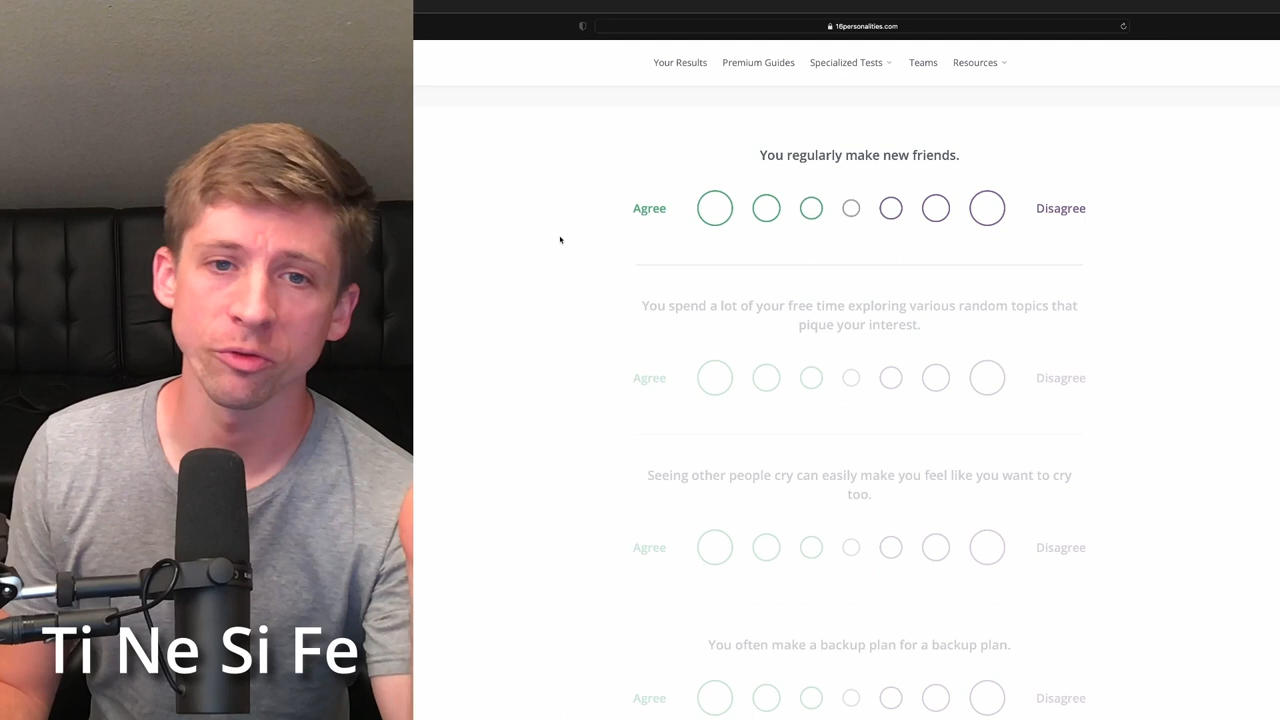 16personalities.com
Your Results Premium Guides Specialized Tests Teams Resources
You regularly make new friends.
Agree Disagree
You spend a lot of your free time exploring various random topics that
pique your interest.
Agree Disagree
Seeing other people cry can easily make you feel like you want to cry
too.
Agree Disagree
You often make a backup plan for a backup plan.
Agree Disagree
Ti Ne Si Fe